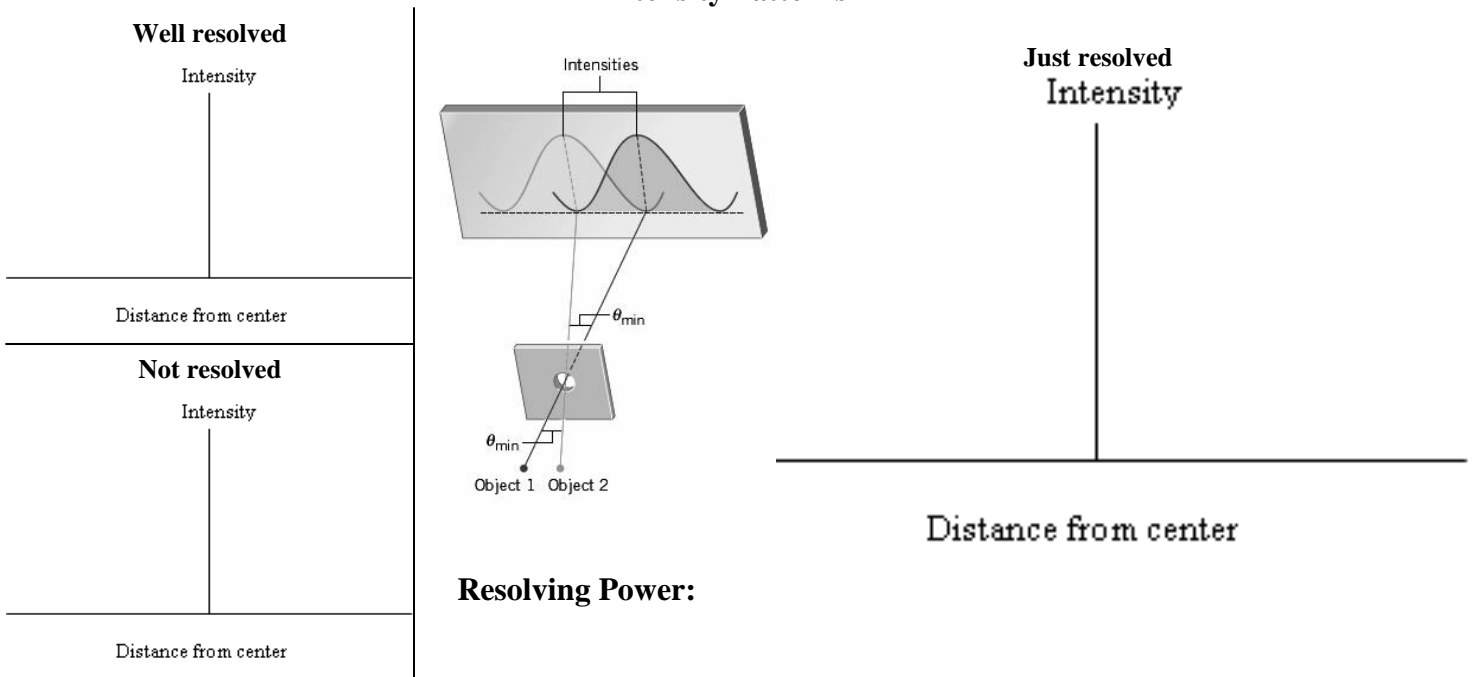 Well resolved
Intensity
Distance from center
Not resolved
Intensity
Distance from center
Intensities
θmin
θmin
Object 1 Object 2
Resolving Power:
Just resolved
Intensity
Distance from center